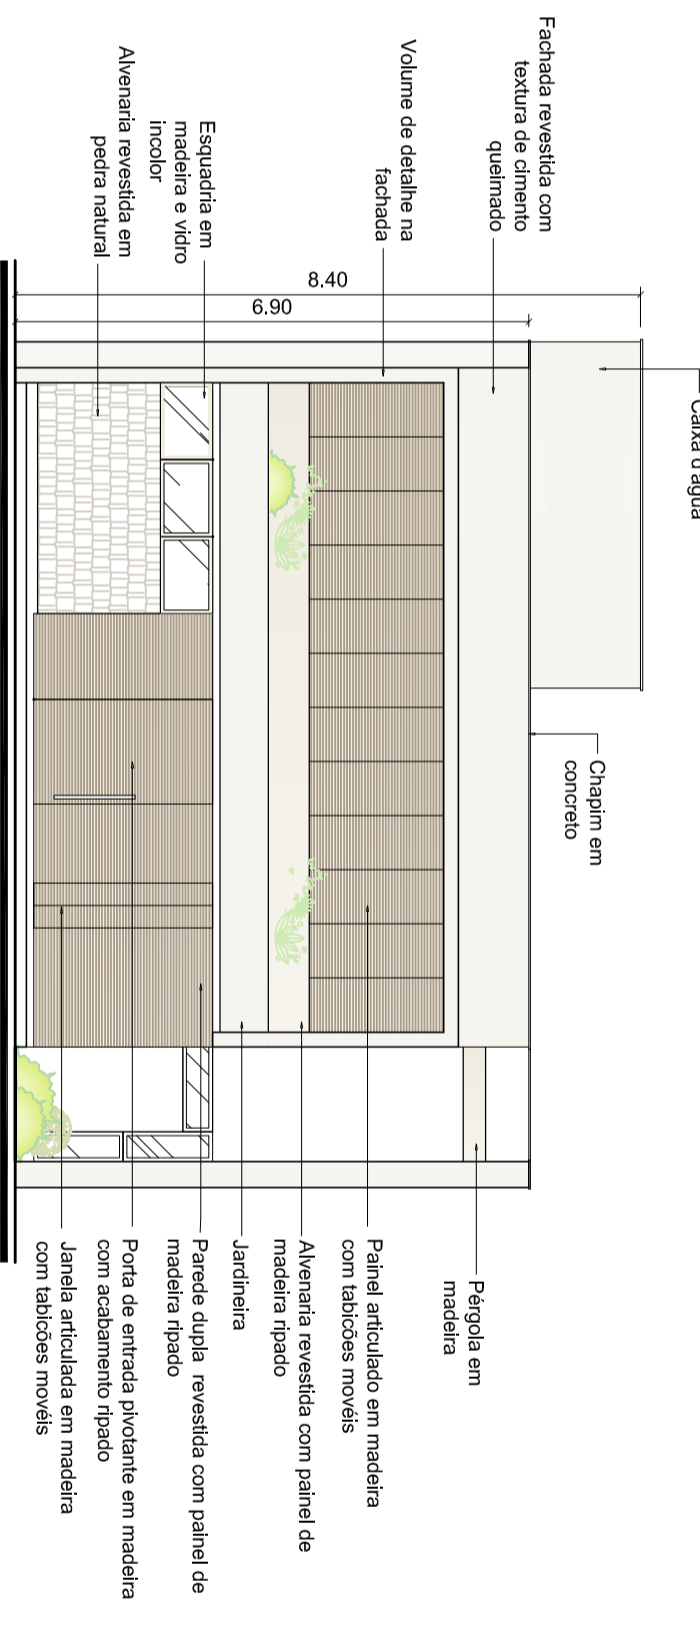 Fachada revestida com
textura de cimento
queimado
Volume de detalhe na
fachada
Esquadria em
madeira e vidro
incolor
Alvenaria revestida em
pedra natural
8.40
6.90
Caixa d'água
Chapim em
concreto
Pérgola em
madeira
Painel articulado em madeira
com tabicões movéis
Alvenaria revestida com painel de
madeira ripado
Jardineira
Parede dupla revestida com painel de
madeira ripado
Porta de entrada pivotante em madeira
com acabamento ripado
Janela articulada em madeira
com tabicões movéis